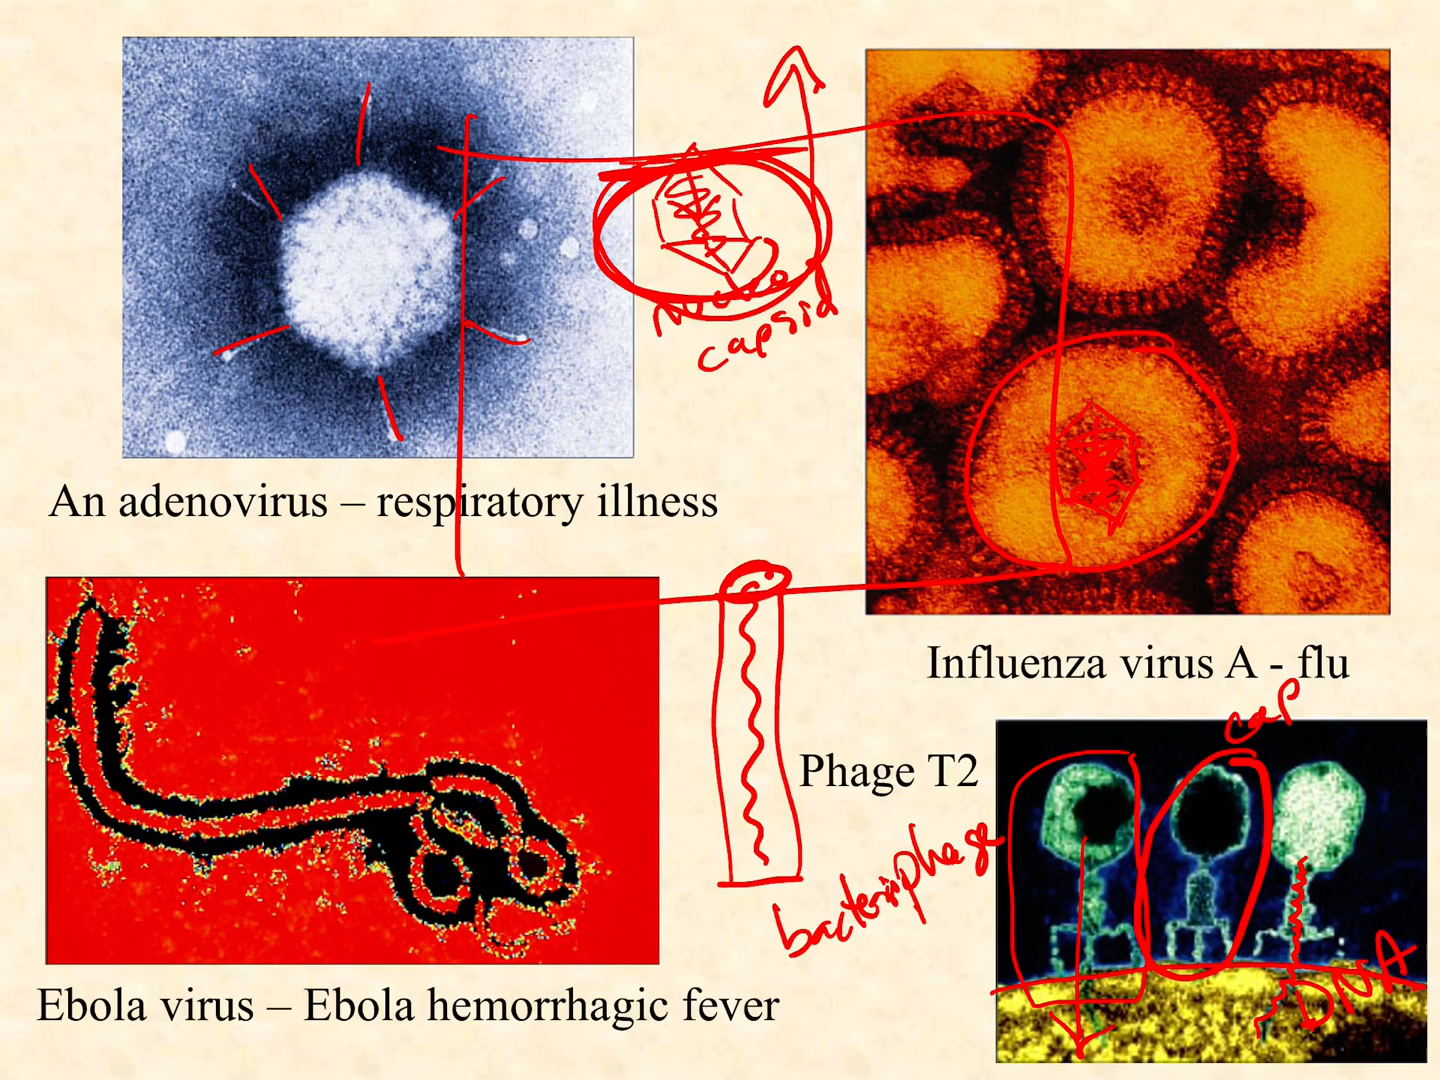 An adenovirus – respiratory illness
capsid
Influenza virus A - flu
cap
Phage T2
bacteriophage
DNA
Ebola virus – Ebola hemorrhagic fever